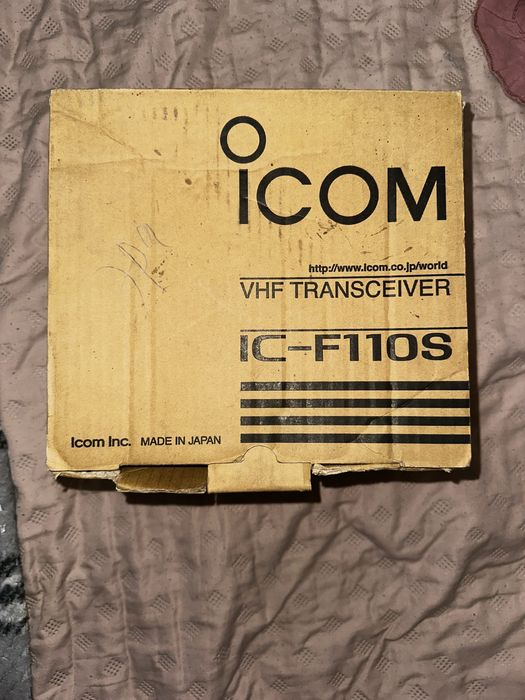 ICOM
http://www.icom.co.jp/world
VHF TRANSCEIVER
IC-F110S
Icom Inc. MADE IN JAPAN